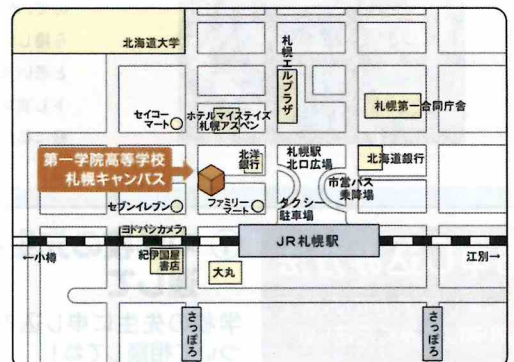 北海道大学
札幌エルプラザ
セイコー
マート
ホテルマイステイズ
札幌アスペン
札幌第一合同庁舎
第一学院高等学校
札幌キャンパス
北洋
銀行
札幌駅
北口広場
北海道銀行
市営バス
乗降場
セブンイレブン
ファミリー
マート
タクシー
駐車場
ヨドバシカメラ
JR札幌駅
←小樽
紀伊国屋
書店
大丸
江別→
さっぽろ
さっぽろ